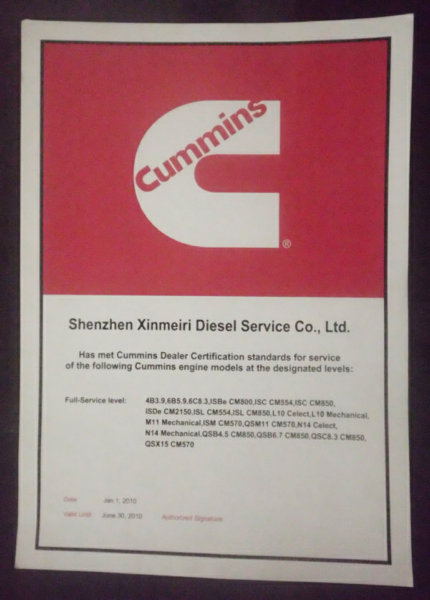 Cummins
®
Shenzhen Xinmeiri Diesel Service Co., Ltd.
Has met Cummins Dealer Certification standards for service
of the following Cummins engine models at the designated levels:
Full-Service level: 4B3.9,6B5.9,6C8.3,ISBe CM800,ISC CM554,ISC CM850,
ISDe CM2150,ISL CM554,ISL CM850,L10 Celect,L10 Mechanical,
M11 Mechanical,ISM CM570,QSM11 CM570,N14 Celect,
N14 Mechanical,QSB4.5 CM850,QSB6.7 CM850,QSC8.3 CM850,
QSX15 CM570
Date Jan.1, 2010
Valid Until June 30, 2010 Authorized Signature